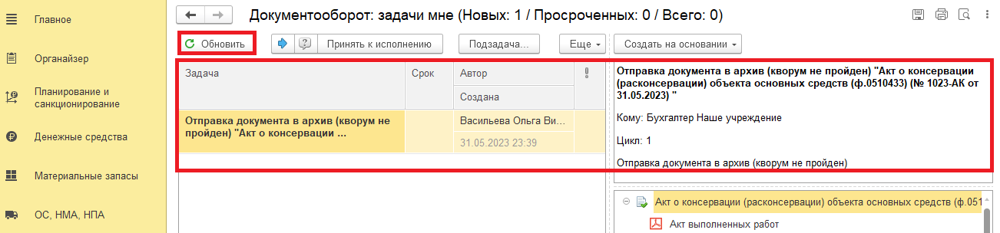 Главное
Органайзер
Планирование и
санкционирование
Денежные средства
Материальные запасы
ОС, НМА, НПА
Документооборот: задачи мне (Новых: 1 / Просроченных: 0 / Всего: 0)
Обновить
Принять к исполнению
Подзадача...
Еще
Создать на основании
Задача
Срок
Автор
Создана
Отправка документа в архив (кворум не
пройден) "Акт о консервации ...
Васильева Ольга Ви...
31.05.2023 23:39
Отправка документа в архив (кворум не пройден) "Акт о консервации
(расконсервации) объекта основных средств (ф.0510433) (№ 1023-АК от
31.05.2023) "
Кому: Бухгалтер Наше учреждение
Цикл: 1
Отправка документа в архив (кворум не пройден)
Акт о консервации (расконсервации) объекта основных средств (ф.051
Акт выполненных работ